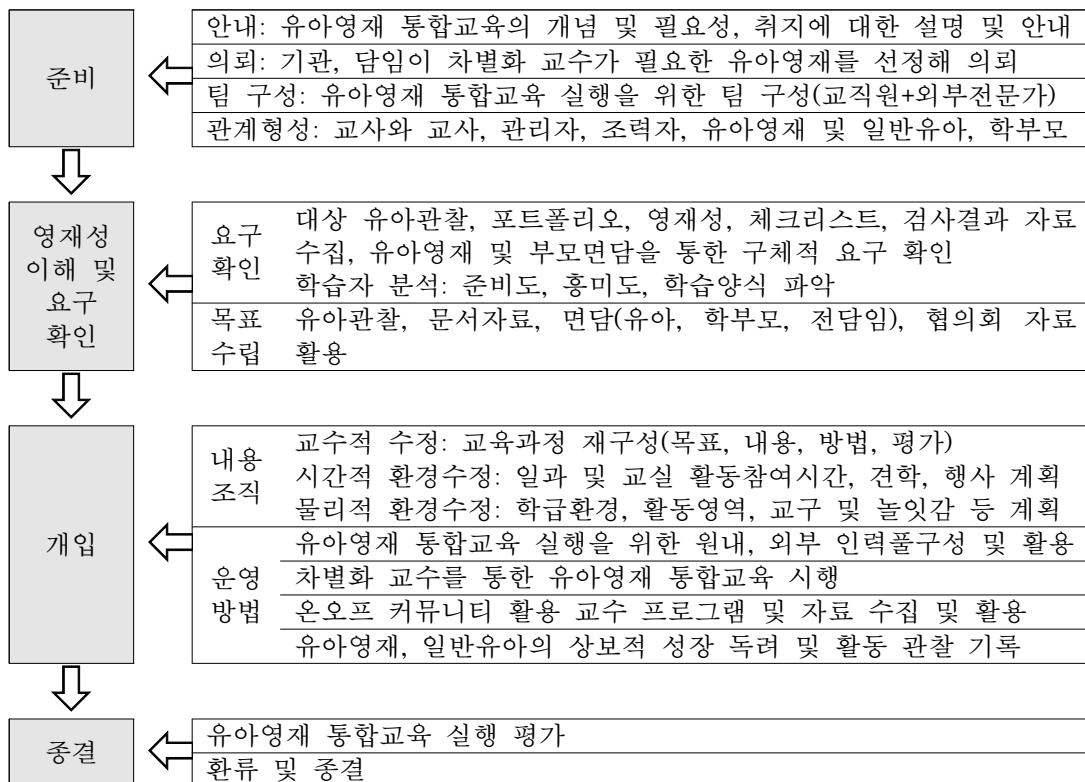 준비
안내: 유아영재 통합교육의 개념 및 필요성, 취지에 대한 설명 및 안내
의뢰: 기관, 담임이 차별화 교수가 필요한 유아영재를 선정해 의뢰
팀 구성: 유아영재 통합교육 실행을 위한 팀 구성(교직원+외부전문가)
관계형성: 교사와 교사, 관리자, 조력자, 유아영재 및 일반유아, 학부모
영재성
이해 및
요구
확인
요구
확인
대상 유아관찰, 포트폴리오, 영재성, 체크리스트, 검사결과 자료
수집, 유아영재 및 부모면담을 통한 구체적 요구 확인
학습자 분석: 준비도, 흥미도, 학습양식 파악
목표
수립
유아관찰, 문서자료, 면담(유아, 학부모, 전담임), 협의회 자료
활용
개입
내용
조직
교수적 수정: 교육과정 재구성(목표, 내용, 방법, 평가)
시간적 환경수정: 일과 및 교실 활동참여시간, 견학, 행사 계획
물리적 환경수정: 학급환경, 활동영역, 교구 및 놀잇감 등 계획
운영
방법
유아영재 통합교육 실행을 위한 원내, 외부 인력풀구성 및 활용
차별화 교수를 통한 유아영재 통합교육 시행
온오프 커뮤니티 활용 교수 프로그램 및 자료 수집 및 활용
유아영재, 일반유아의 상보적 성장 독려 및 활동 관찰 기록
종결
유아영재 통합교육 실행 평가
환류 및 종결